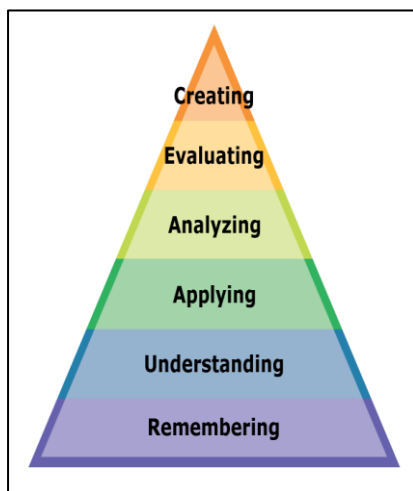 Creating
Evaluating
Analyzing
Applying
Understanding
Remembering